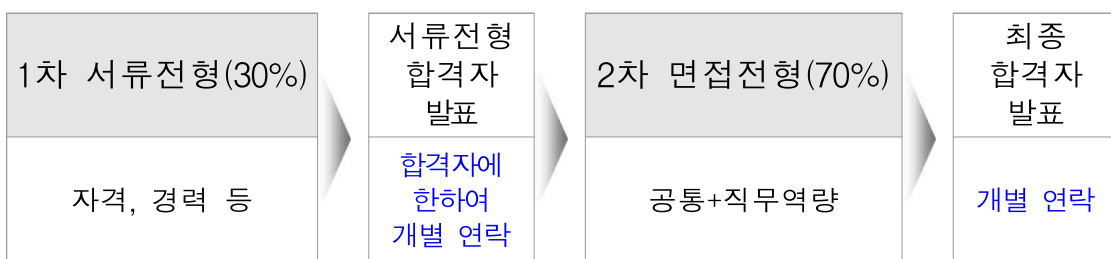 1차 서류전형(30%)
자격, 경력 등
서류전형
합격자
발표
합격자에
한하여
개별 연락
2차 면접전형(70%)
공통+직무역량
최종
합격자
발표
개별 연락